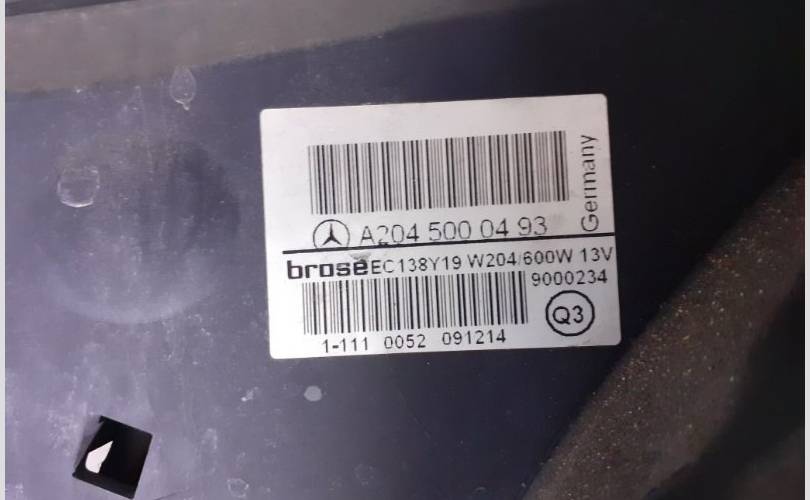 Germany
A204 500 04 93
brose EC138Y19 W204/600W 13V
9000234
Q3
1-111 0052 091214